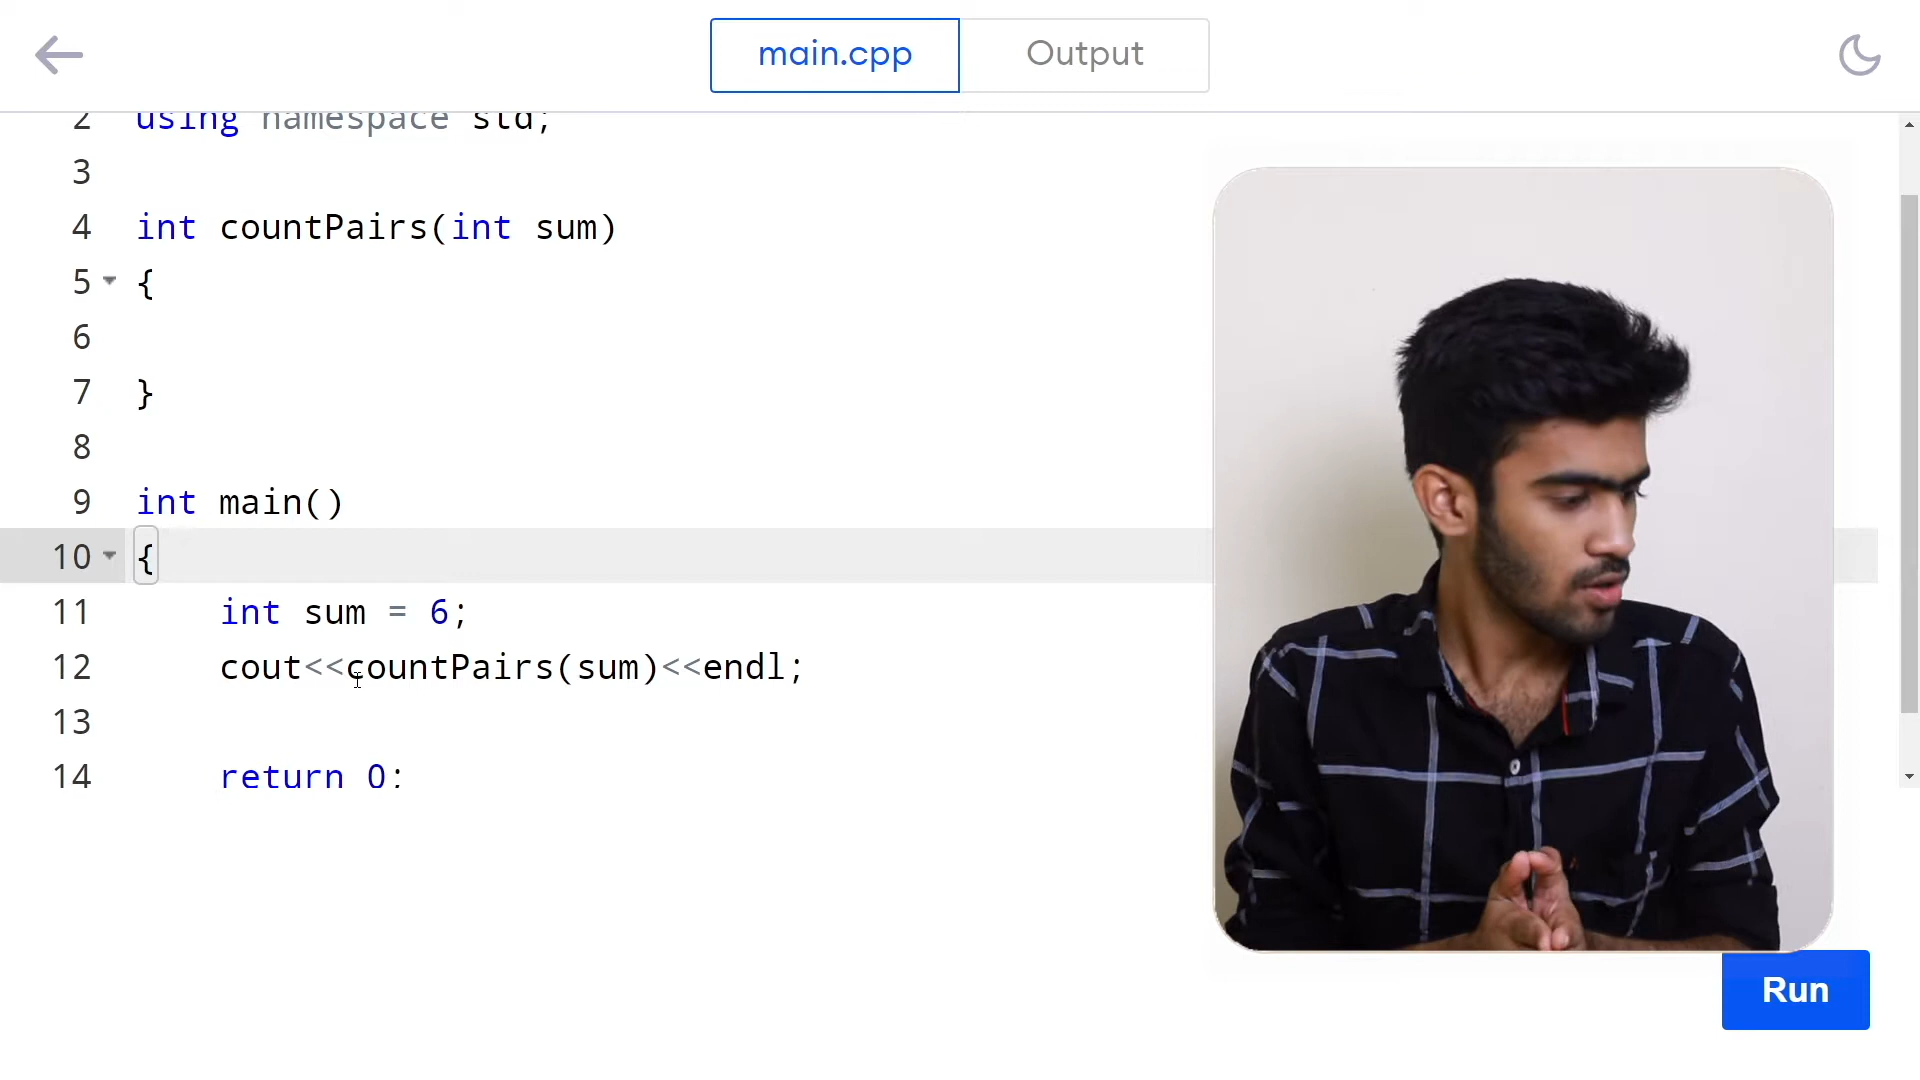 main.cpp Output
2 using namespace std;
3
4 int countPairs(int sum)
5 {
6
7 }
8
9 int main()
10 {
11 int sum = 6;
12 cout<<countPairs(sum)<<endl;
13
14 return 0;
Run